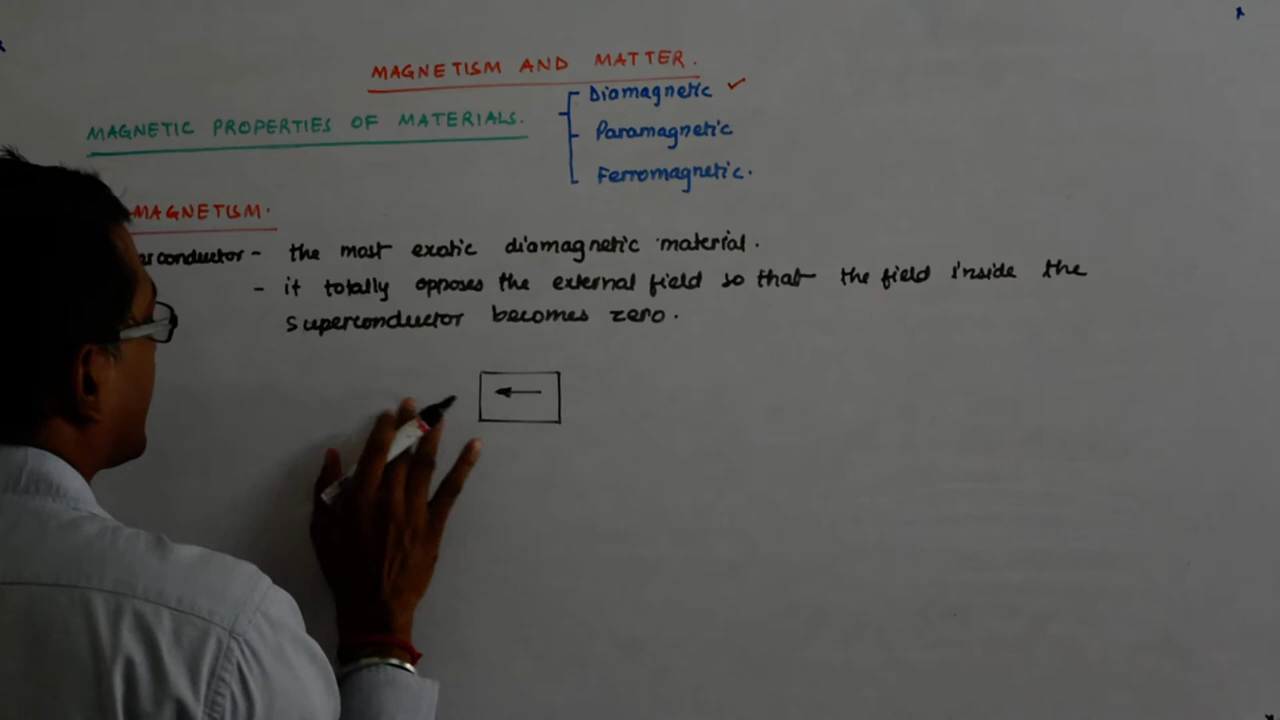 MAGNETISM AND MATTER.
MAGNETIC PROPERTIES OF MATERIALS.
Diamagnetic ✓
Paramagnetic
Ferromagnetic.
MAGNETISM.
conductor - the most exotic diamagnetic material.
- it totally opposes the external field so that the field inside the
superconductor becomes zero.